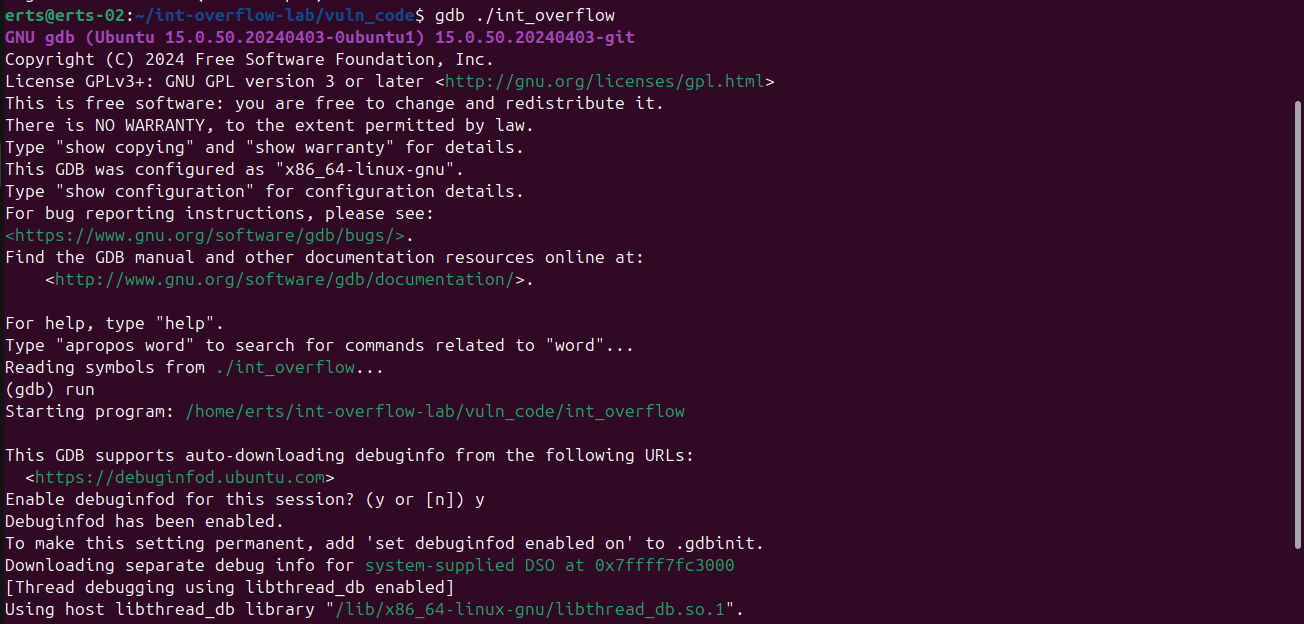 erts@erts-02:~/int-overflow-lab/vuln_code$ gdb ./int_overflow
GNU gdb (Ubuntu 15.0.50.20240403-0ubuntu1) 15.0.50.20240403-git
Copyright (C) 2024 Free Software Foundation, Inc.
License GPLv3+: GNU GPL version 3 or later <http://gnu.org/licenses/gpl.html>
This is free software: you are free to change and redistribute it.
There is NO WARRANTY, to the extent permitted by law.
Type "show copying" and "show warranty" for details.
This GDB was configured as "x86_64-linux-gnu".
Type "show configuration" for configuration details.
For bug reporting instructions, please see:
<https://www.gnu.org/software/gdb/bugs/>.
Find the GDB manual and other documentation resources online at:
    <http://www.gnu.org/software/gdb/documentation/>.

For help, type "help".
Type "apropos word" to search for commands related to "word"...
Reading symbols from ./int_overflow...
(gdb) run
Starting program: /home/erts/int-overflow-lab/vuln_code/int_overflow

This GDB supports auto-downloading debuginfo from the following URLs:
  <https://debuginfod.ubuntu.com>
Enable debuginfod for this session? (y or [n]) y
Debuginfod has been enabled.
To make this setting permanent, add 'set debuginfod enabled on' to .gdbinit.
Downloading separate debug info for system-supplied DSO at 0x7ffff7fc3000
[Thread debugging using libthread_db enabled]
Using host libthread_db library "/lib/x86_64-linux-gnu/libthread_db.so.1".